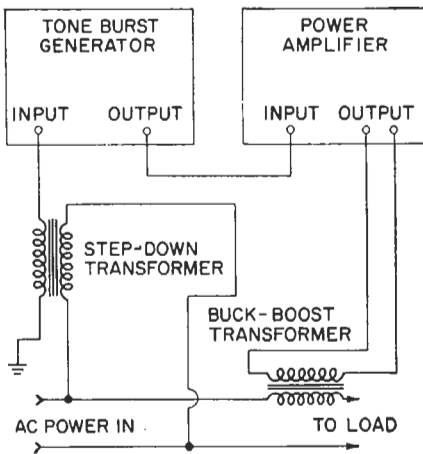 TONE BURST
GENERATOR
INPUT OUTPUT
POWER
AMPLIFIER
INPUT OUTPUT
STEP-DOWN
TRANSFORMER
BUCK-BOOST
TRANSFORMER
AC POWER IN
TO LOAD